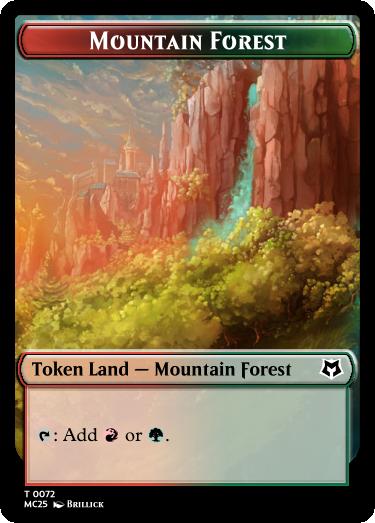 Mountain Forest
Token Land — Mountain Forest
: Add or .
T 0072
MC25 Brillick